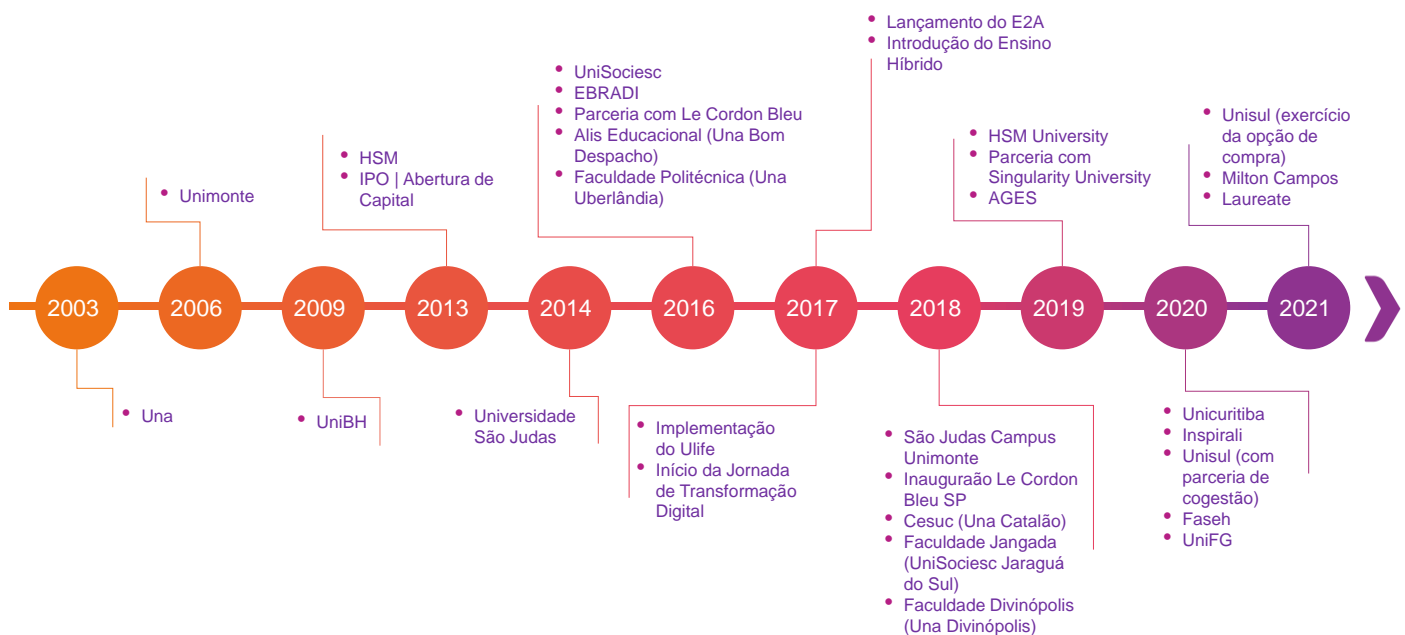 • Lançamento do E2A
• Introdução do Ensino
Híbrido
• UniSociesc
• EBRADI
• Parceria com Le Cordon Bleu
• Alis Educacional (Una Bom
Despacho)
• Faculdade Politécnica (Una
Uberlândia)
• Unisul (exercício
da opção de
compra)
• Milton Campos
• Laureate
• HSM
• IPO | Abertura de
Capital
• HSM University
• Parceria com
Singularity University
• AGES
• Unimonte
2003
2006
2009
2013
2014
2016
2017
2018
2019
2020
2021
• Una
• UniBH
• Universidade
São Judas
• Implementação
do Ulife
• Início da Jornada
de Transformação
Digital
• São Judas Campus
Unimonte
• Inauguraão Le Cordon
Bleu SP
• Cesuc (Una Catalão)
• Faculdade Jangada
(UniSociesc Jaraguá
do Sul)
• Faculdade Divinópolis
(Una Divinópolis)
• Unicuritiba
• Inspirali
• Unisul (com
parceria de
cogestão)
• Faseh
• UniFG